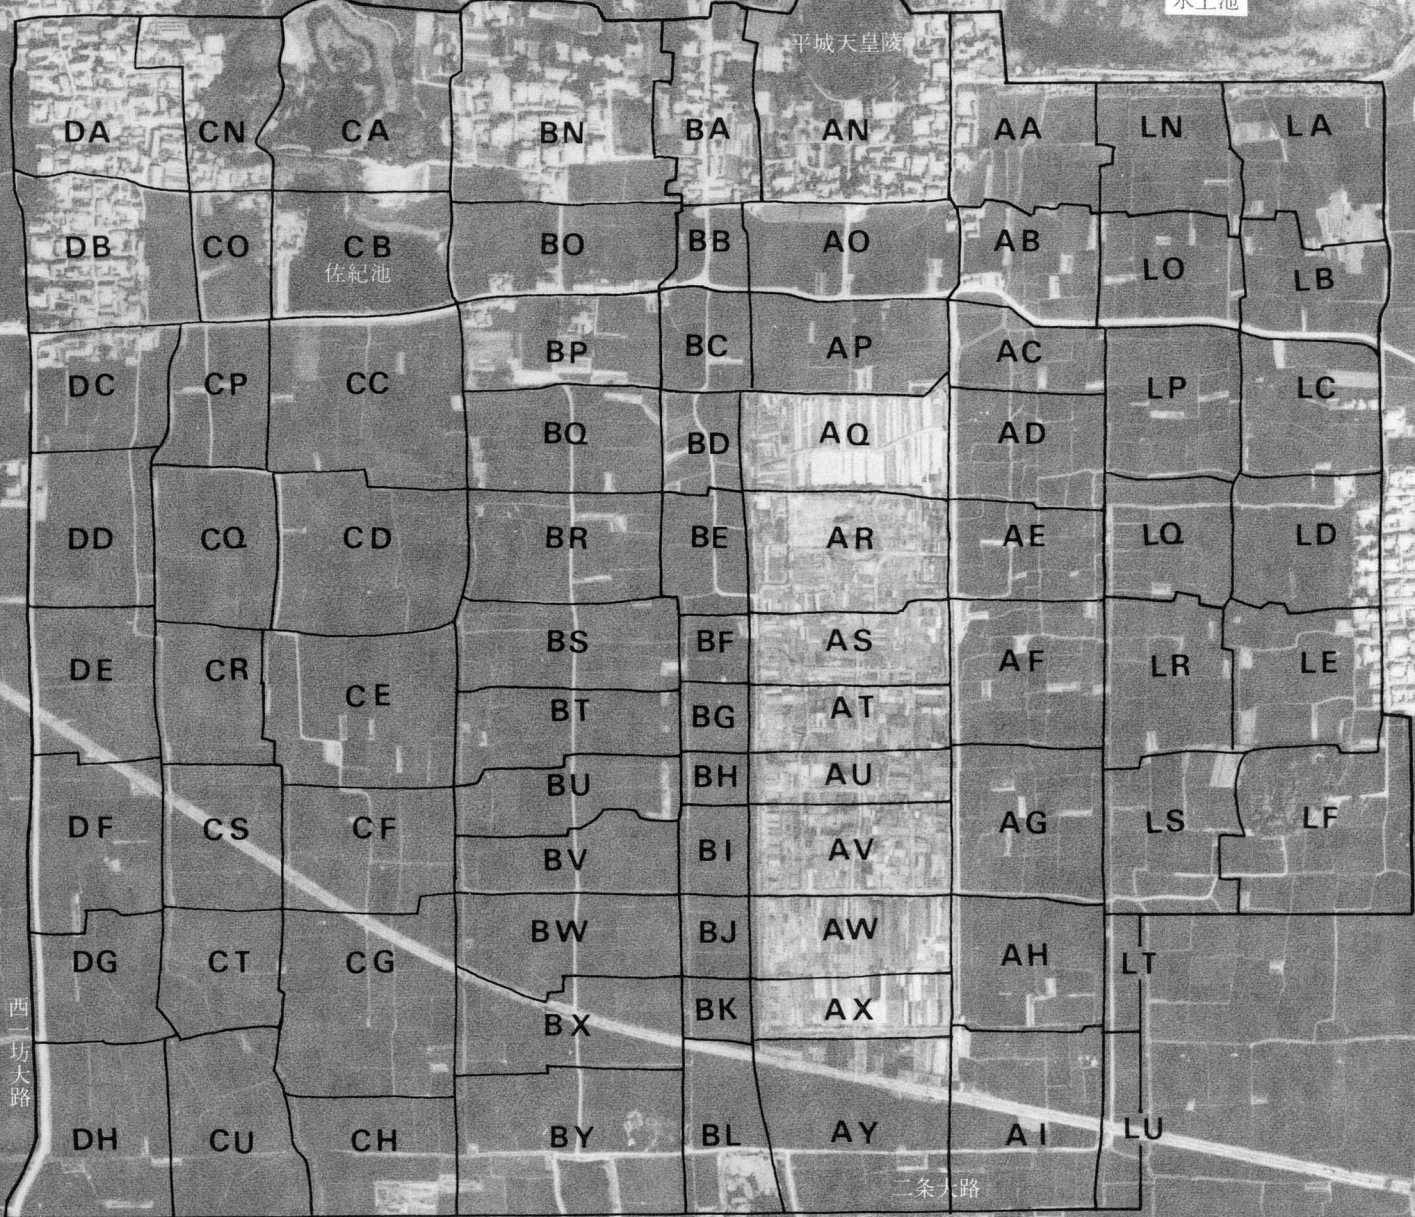 水上池
平城天皇陵
DA CN CA BN BA AN AA LN LA
DB CO CB BO BB AO AB LO LB
佐紀池
DC CP CC BP BC AP AC LP LC
BQ BD AQ AD
DD CQ CD BR BE AR AE LQ LD
DE CR CE BS BF AS AF LR LE
BT BG AT
BU BH AU
DF CS CF BV BI AV AG LS LF
DG CT CG BW BJ AW AH LT
BX BK AX
西一坊大路
DH CU CH BY BL AY AI LU
二条大路